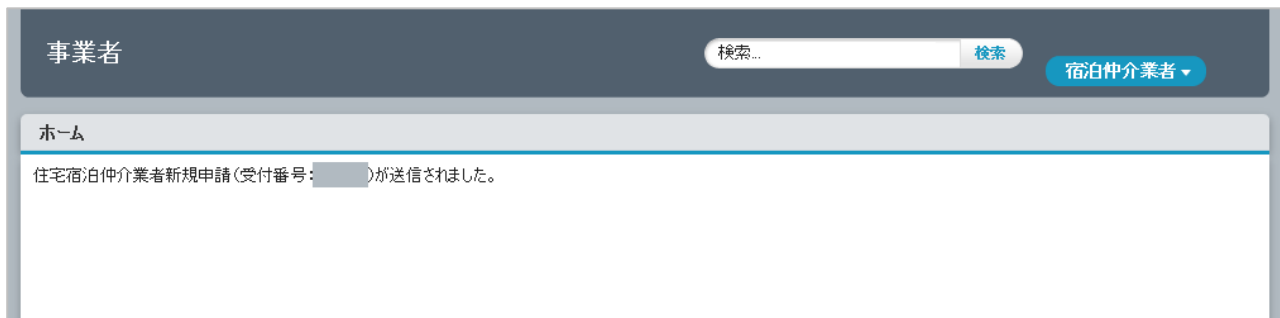 事業者
検索...
検索
宿泊仲介業者▼
ホーム
住宅宿泊仲介業者新規申請(受付番号: )が送信されました。